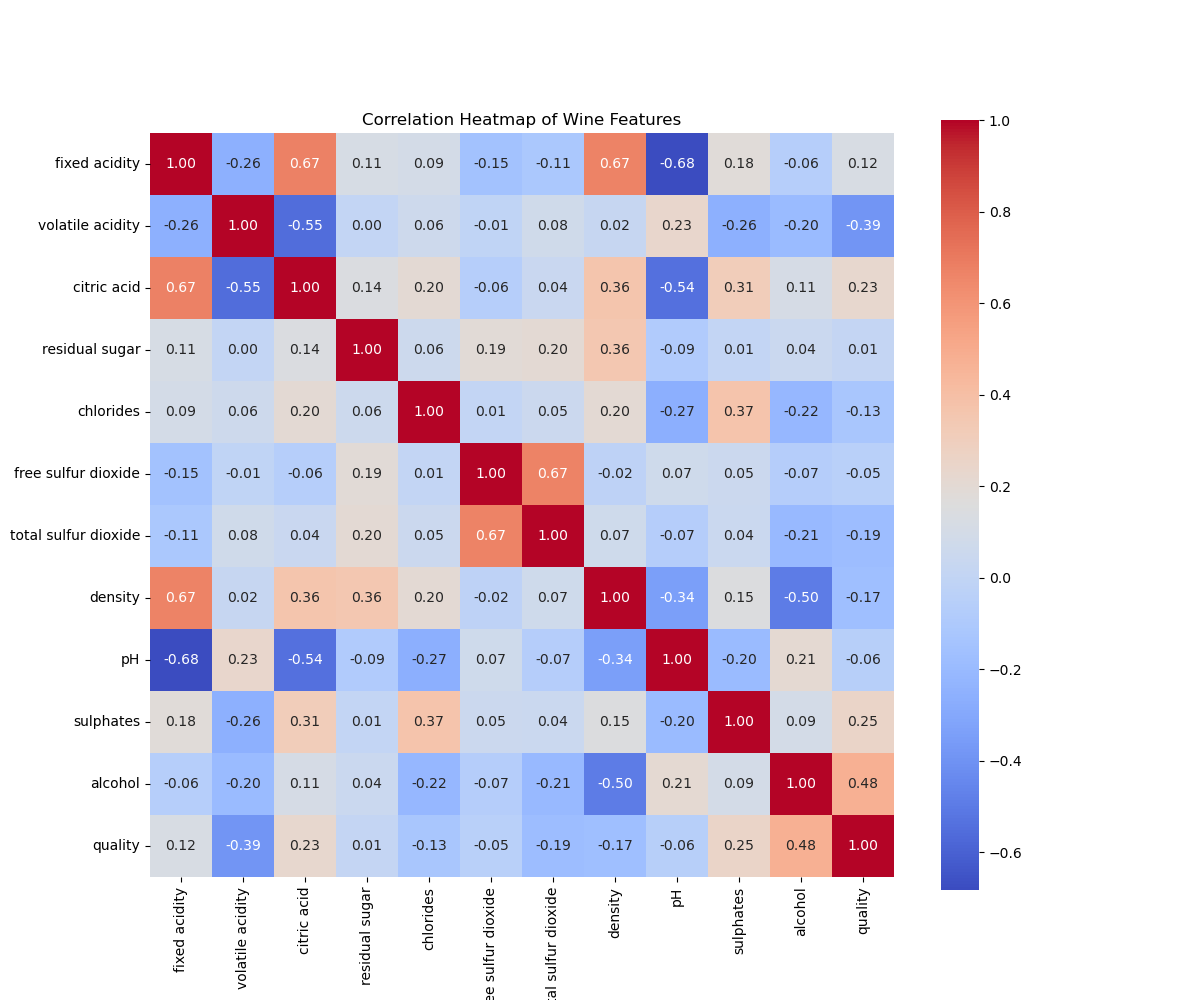 Correlation Heatmap of Wine Features
fixed acidity 1.00 -0.26 0.67 0.11 0.09 -0.15 -0.11 0.67 -0.68 0.18 -0.06 0.12
volatile acidity -0.26 1.00 -0.55 0.00 0.06 -0.01 0.08 0.02 0.23 -0.26 -0.20 -0.39
citric acid 0.67 -0.55 1.00 0.14 0.20 -0.06 0.04 0.36 -0.54 0.31 0.11 0.23
residual sugar 0.11 0.00 0.14 1.00 0.06 0.19 0.20 0.36 -0.09 0.01 0.04 0.01
chlorides 0.09 0.06 0.20 0.06 1.00 0.01 0.05 0.20 -0.27 0.37 -0.22 -0.13
free sulfur dioxide -0.15 -0.01 -0.06 0.19 0.01 1.00 0.67 -0.02 0.07 0.05 -0.07 -0.05
total sulfur dioxide -0.11 0.08 0.04 0.20 0.05 0.67 1.00 0.07 -0.07 0.04 -0.21 -0.19
density 0.67 0.02 0.36 0.36 0.20 -0.02 0.07 1.00 -0.34 0.15 -0.50 -0.17
pH -0.68 0.23 -0.54 -0.09 -0.27 0.07 -0.07 -0.34 1.00 -0.20 0.21 -0.06
sulphates 0.18 -0.26 0.31 0.01 0.37 0.05 0.04 0.15 -0.20 1.00 0.09 0.25
alcohol -0.06 -0.20 0.11 0.04 -0.22 -0.07 -0.21 -0.50 0.21 0.09 1.00 0.48
quality 0.12 -0.39 0.23 0.01 -0.13 -0.05 -0.19 -0.17 -0.06 0.25 0.48 1.00
fixed acidity
volatile acidity
citric acid
residual sugar
chlorides
ee sulfur dioxide
tal sulfur dioxide
density
pH
sulphates
alcohol
quality
1.0
0.8
0.6
0.4
0.2
0.0
−0.2
−0.4
−0.6